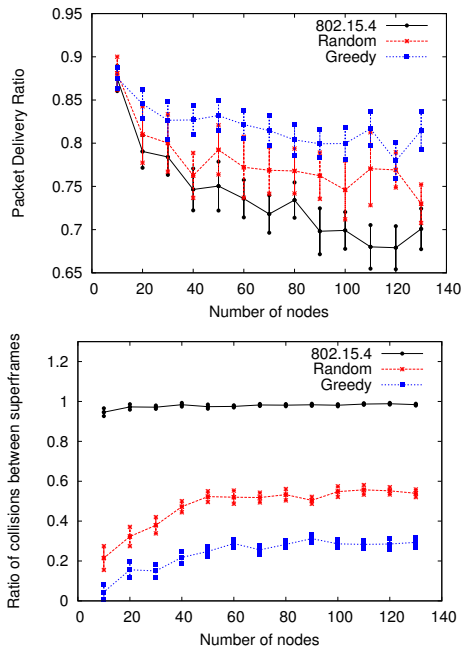 0.95
0.9
0.85
0.8
0.75
0.7
0.65
Packet Delivery Ratio
802.15.4
Random
Greedy
0 20 40 60 80 100 120 140
Number of nodes
1.2
1
0.8
0.6
0.4
0.2
0
Ratio of collisions between superframes
802.15.4
Random
Greedy
0 20 40 60 80 100 120 140
Number of nodes